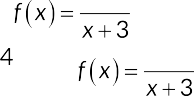 f(x) = / x + 3
4
f(x) = / x + 3